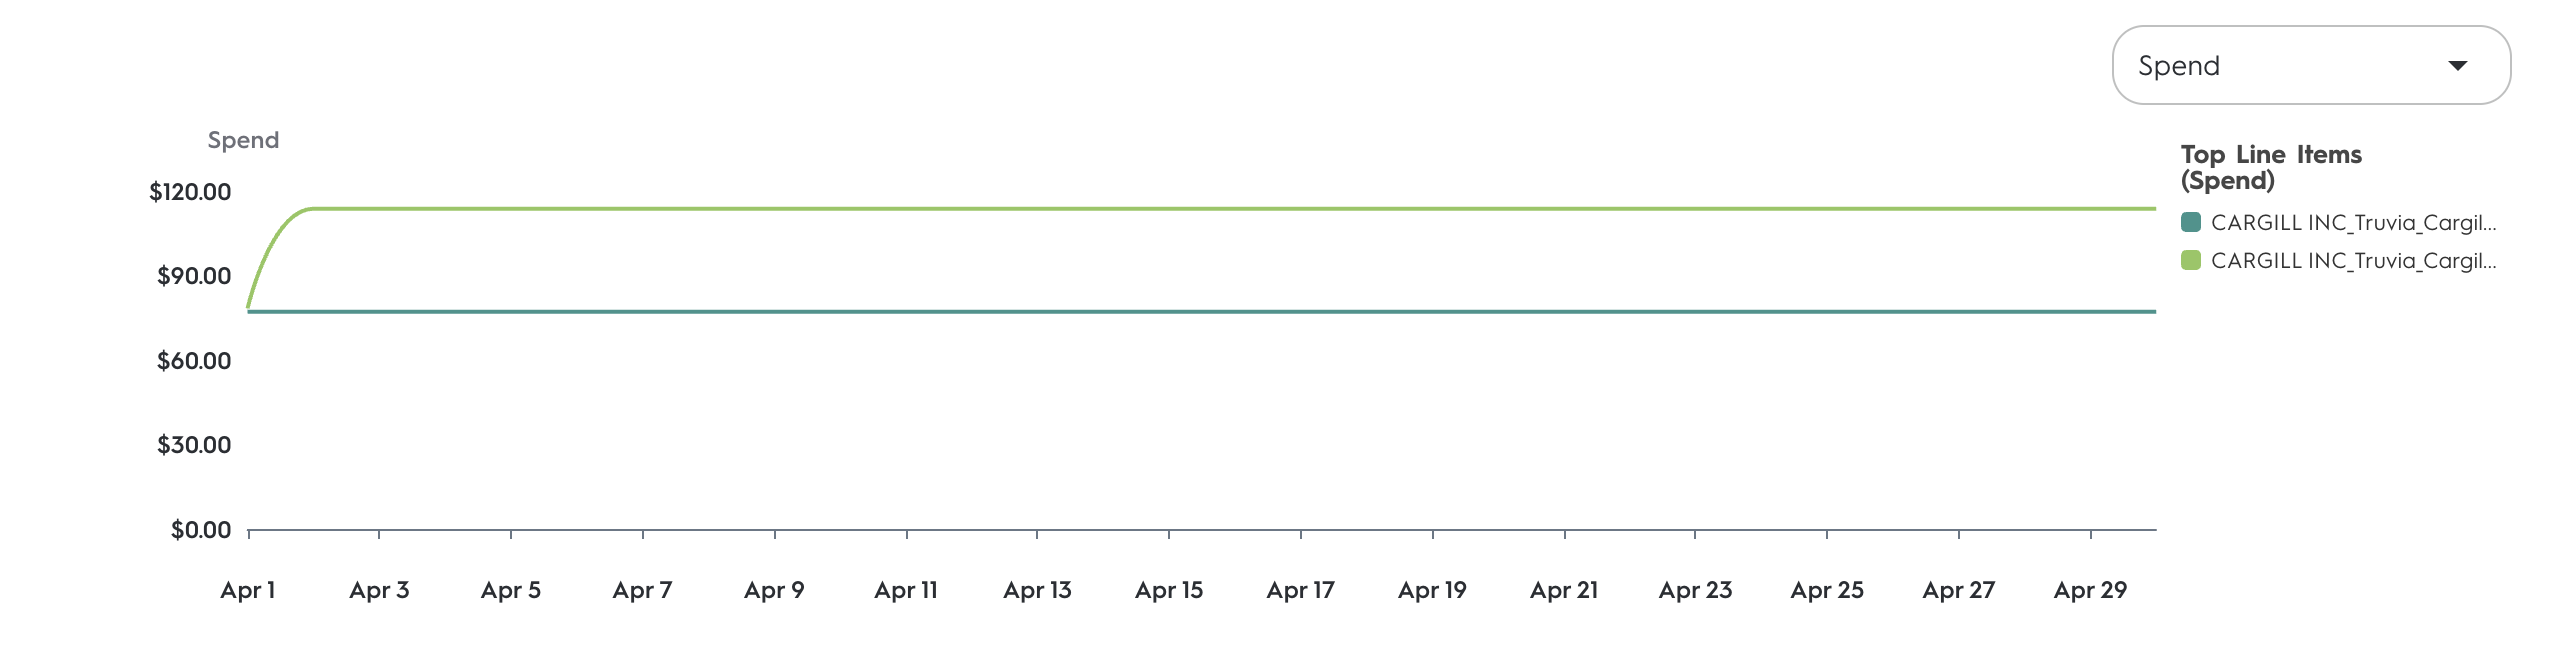 Spend
Spend
$120.00
$90.00
$60.00
$30.00
$0.00
Apr 1 Apr 3 Apr 5 Apr 7 Apr 9 Apr 11 Apr 13 Apr 15 Apr 17 Apr 19 Apr 21 Apr 23 Apr 25 Apr 27 Apr 29
Top Line Items
(Spend)
CARGILL INC_Truvia_Cargil...
CARGILL INC_Truvia_Cargil...